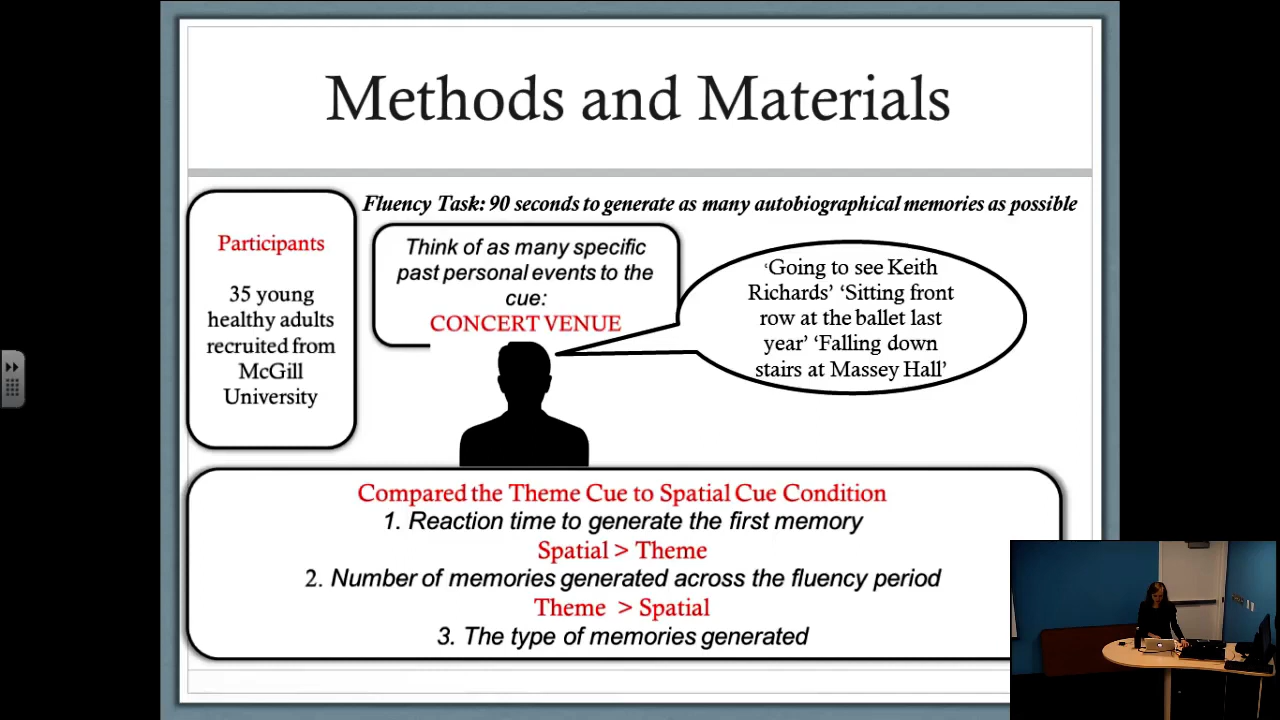 Methods and Materials
Participants
35 young
healthy adults
recruited from
McGill
University
Fluency Task: 90 seconds to generate as many autobiographical memories as possible
Think of as many specific
past personal events to the
cue:
CONCERT VENUE
‘Going to see Keith
Richards’ ‘Sitting front
row at the ballet last
year’ ‘Falling down
stairs at Massey Hall’
Compared the Theme Cue to Spatial Cue Condition
1. Reaction time to generate the first memory
Spatial > Theme
2. Number of memories generated across the fluency period
Theme > Spatial
3. The type of memories generated